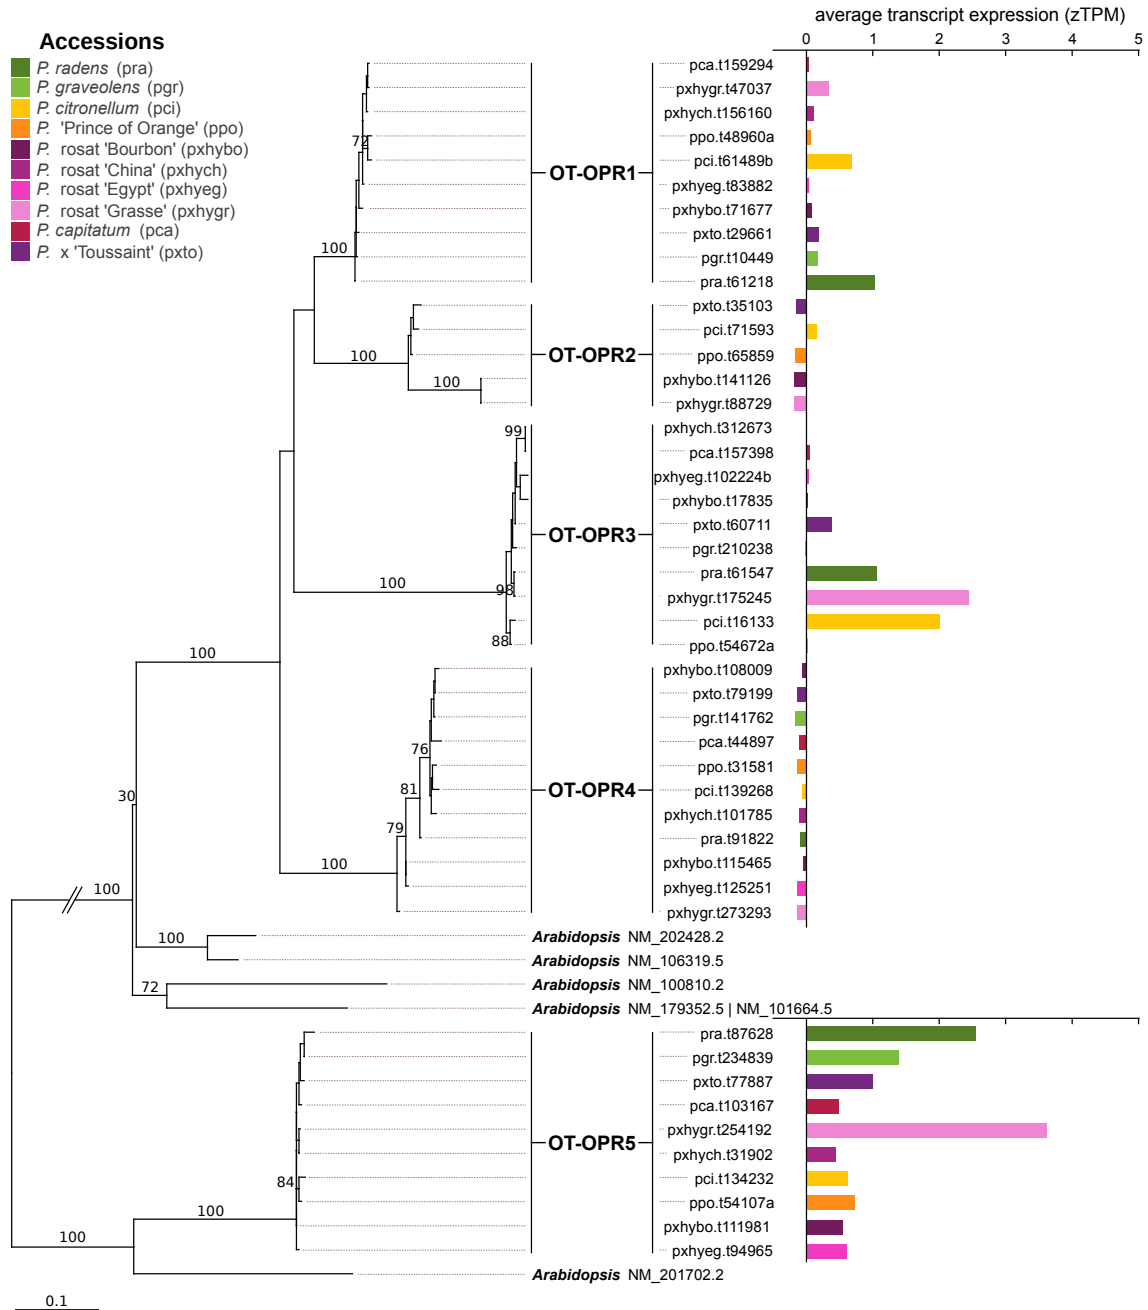 average transcript expression (zTPM)
0 1 2 3 4 5
Accessions
P. radens (pra)
P. graveolens (pgr)
P. citronellum (pci)
P. 'Prince of Orange' (ppo)
P. rosat 'Bourbon' (pxhybo)
P. rosat 'China' (pxhych)
P. rosat 'Egypt' (pxhyeg)
P. rosat 'Grasse' (pxhygr)
P. capitatum (pca)
P. x 'Toussaint' (pxto)
pca.t159294
pxhygr.t47037
pxhych.t156160
72
ppo.t48960a
pci.t61489b
OT-OPR1
pxhyeg.t83882
pxhybo.t71677
pxto.t29661
100
pgr.t10449
pra.t61218
pxto.t35103
pci.t71593
100
OT-OPR2
ppo.t65859
100
pxhybo.t141126
pxhygr.t88729
99
pxhych.t312673
pca.t157398
pxhyeg.t102224b
pxhybo.t17835
pxto.t60711
OT-OPR3
pgr.t210238
pra.t61547
100
98
pxhygr.t175245
pci.t16133
88
ppo.t54672a
100
pxhybo.t108009
pxto.t79199
pgr.t141762
76
pca.t44897
ppo.t31581
81
OT-OPR4
pci.t139268
30
pxhych.t101785
79
pra.t91822
100
pxhybo.t115465
100
pxhyeg.t125251
pxhygr.t273293
100
Arabidopsis NM_202428.2
Arabidopsis NM_106319.5
72
Arabidopsis NM_100810.2
Arabidopsis NM_179352.5 | NM_101664.5
pra.t87628
pgr.t234839
pxto.t77887
pca.t103167
pxhygr.t254192
OT-OPR5
pxhych.t31902
84
pci.t134232
ppo.t54107a
100
pxhybo.t111981
100
pxhyeg.t94965
Arabidopsis NM_201702.2
0.1